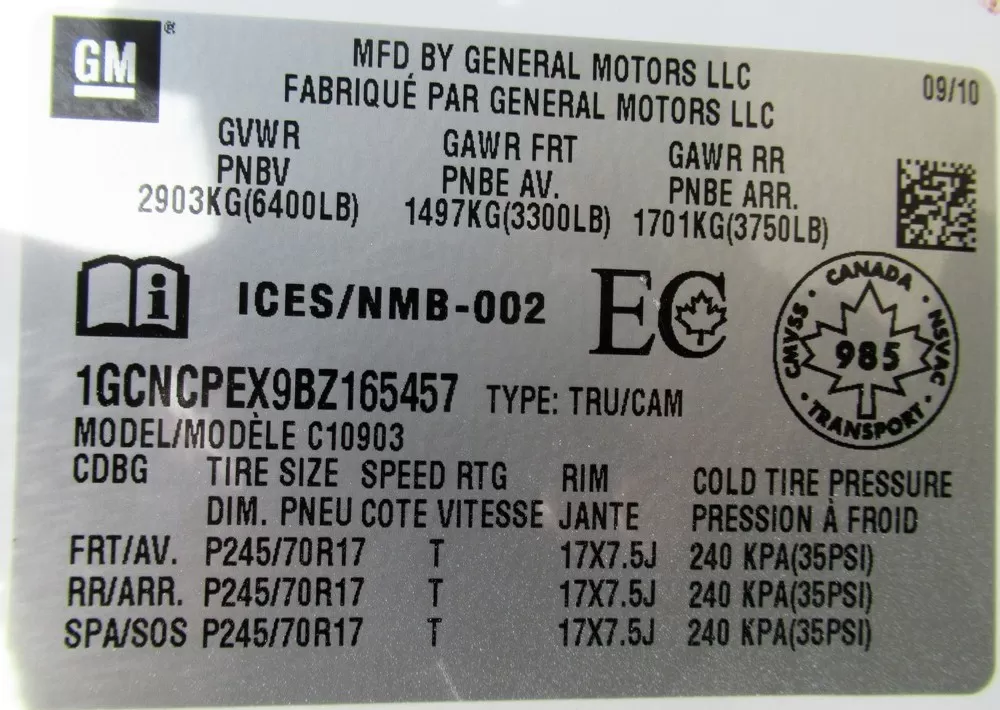 GM ®
MFD BY GENERAL MOTORS LLC
FABRIQUÉ PAR GENERAL MOTORS LLC
09/10
GVWR GAWR FRT GAWR RR
PNBV PNBE AV. PNBE ARR.
2903KG(6400LB) 1497KG(3300LB) 1701KG(3750LB)
i ICES/NMB-002 EC
CANADA
CMVSS · NSVAC
985
· TRANSPORT ·
1GCNCPEX9BZ165457 TYPE: TRU/CAM
MODEL/MODÈLE C10903
CDBG TIRE SIZE SPEED RTG RIM COLD TIRE PRESSURE
DIM. PNEU COTE VITESSE JANTE PRESSION À FROID
FRT/AV. P245/70R17 T 17X7.5J 240 KPA(35PSI)
RR/ARR. P245/70R17 T 17X7.5J 240 KPA(35PSI)
SPA/SOS P245/70R17 T 17X7.5J 240 KPA(35PSI)